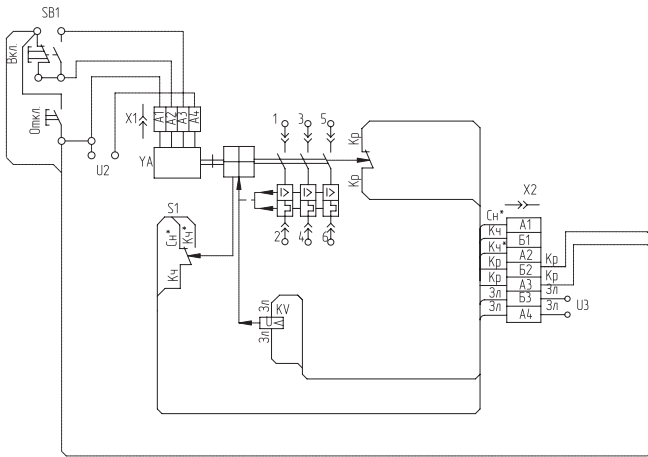 SB1
Вкл.
Откл.
X1
А1 А2 А3 А4
U2
YA
1 3 5
2 4 6
I> I> I>
Кр
Кр
S1
Сн* Кч*
Кч
Зл KV
U <
Зл
X2
Сн* А1
Кч Б1
Кч* А2
Кр Б2 Кр
Кр А3 Кр
Зл Б3 Зл
Зл А4 Зл
U3